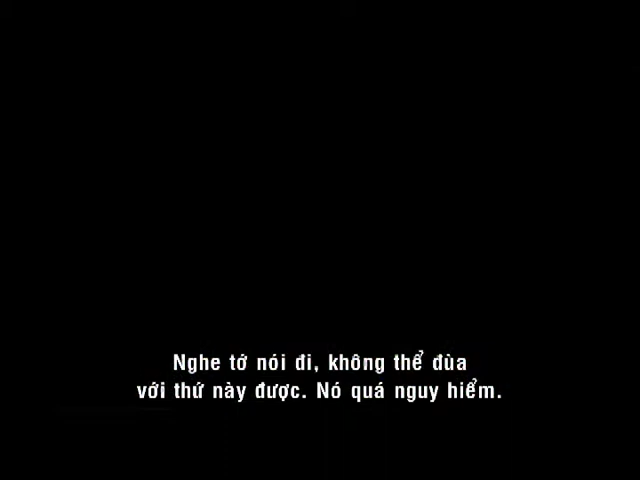 Nghe tớ nói đi, không thể đùa
với thứ này được. Nó quá nguy hiểm.